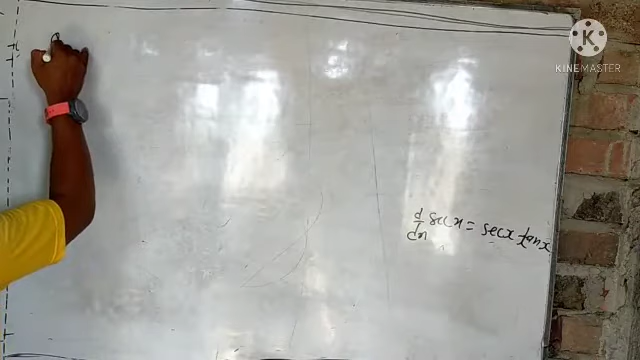 KINEMASTER
d/dx secx = secx tanx